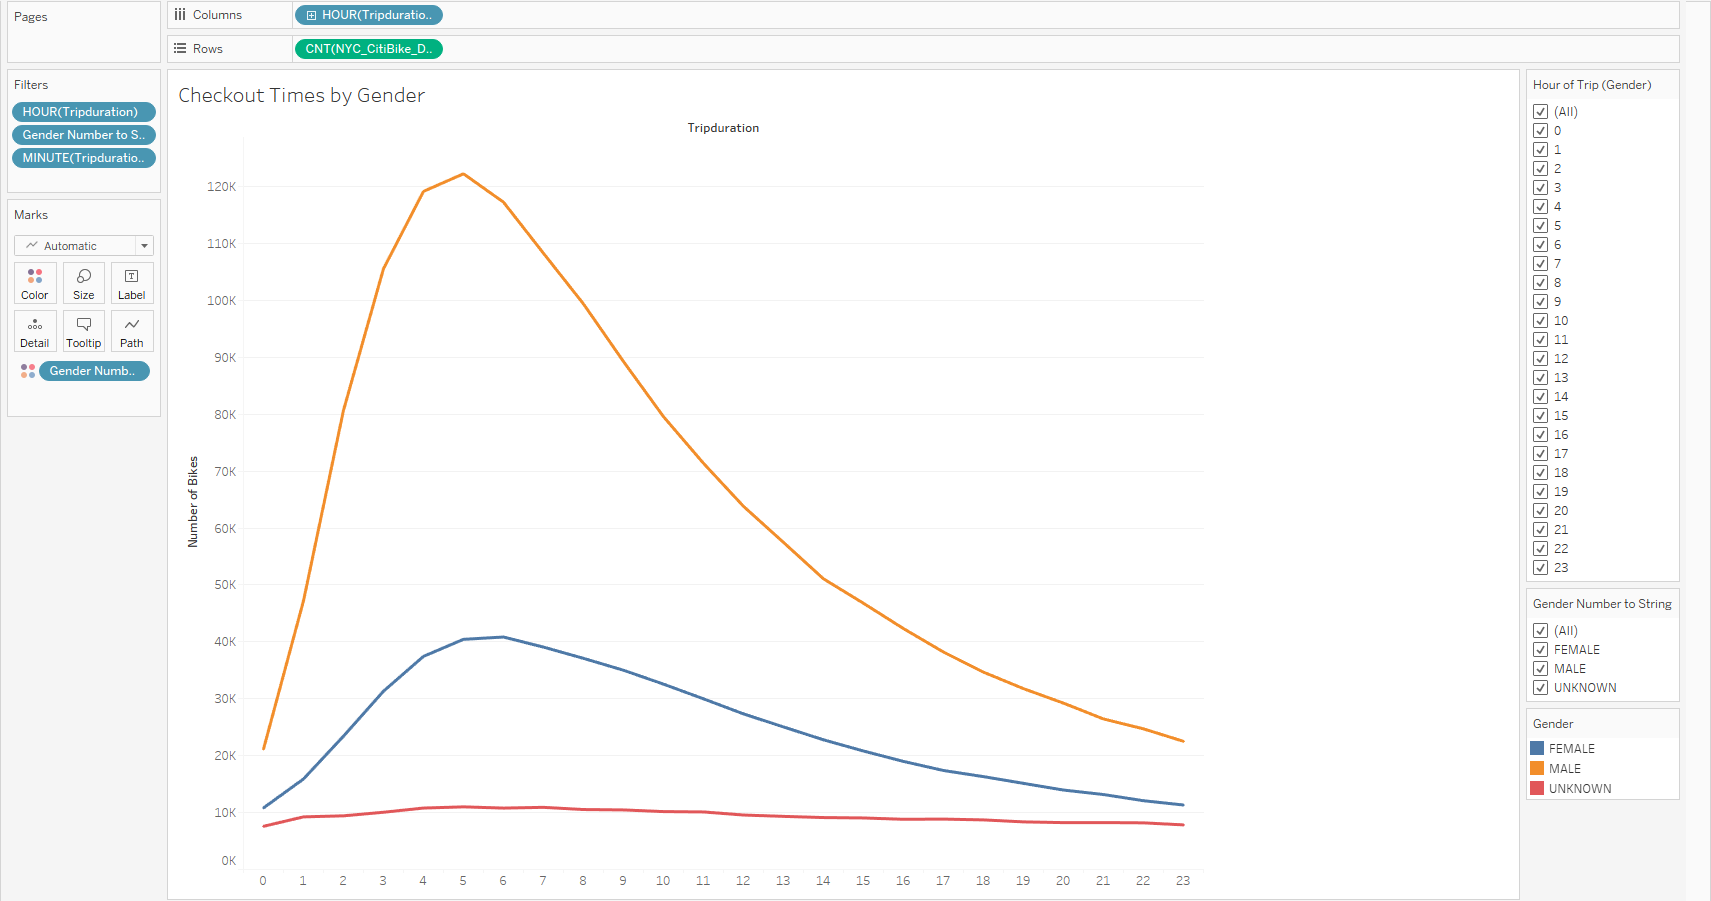 Pages
Columns
HOUR(Tripduratio..
Rows
CNT(NYC_CitiBike_D..
Filters
HOUR(Tripduration)
Gender Number to S..
MINUTE(Tripduratio..
Marks
Automatic
Color
Size
Label
Detail
Tooltip
Path
Gender Numb..
Checkout Times by Gender
Tripduration
Number of Bikes
120K
110K
100K
90K
80K
70K
60K
50K
40K
30K
20K
10K
0K
0 1 2 3 4 5 6 7 8 9 10 11 12 13 14 15 16 17 18 19 20 21 22 23
Hour of Trip (Gender)
(All)
0
1
2
3
4
5
6
7
8
9
10
11
12
13
14
15
16
17
18
19
20
21
22
23
Gender Number to String
(All)
FEMALE
MALE
UNKNOWN
Gender
FEMALE
MALE
UNKNOWN